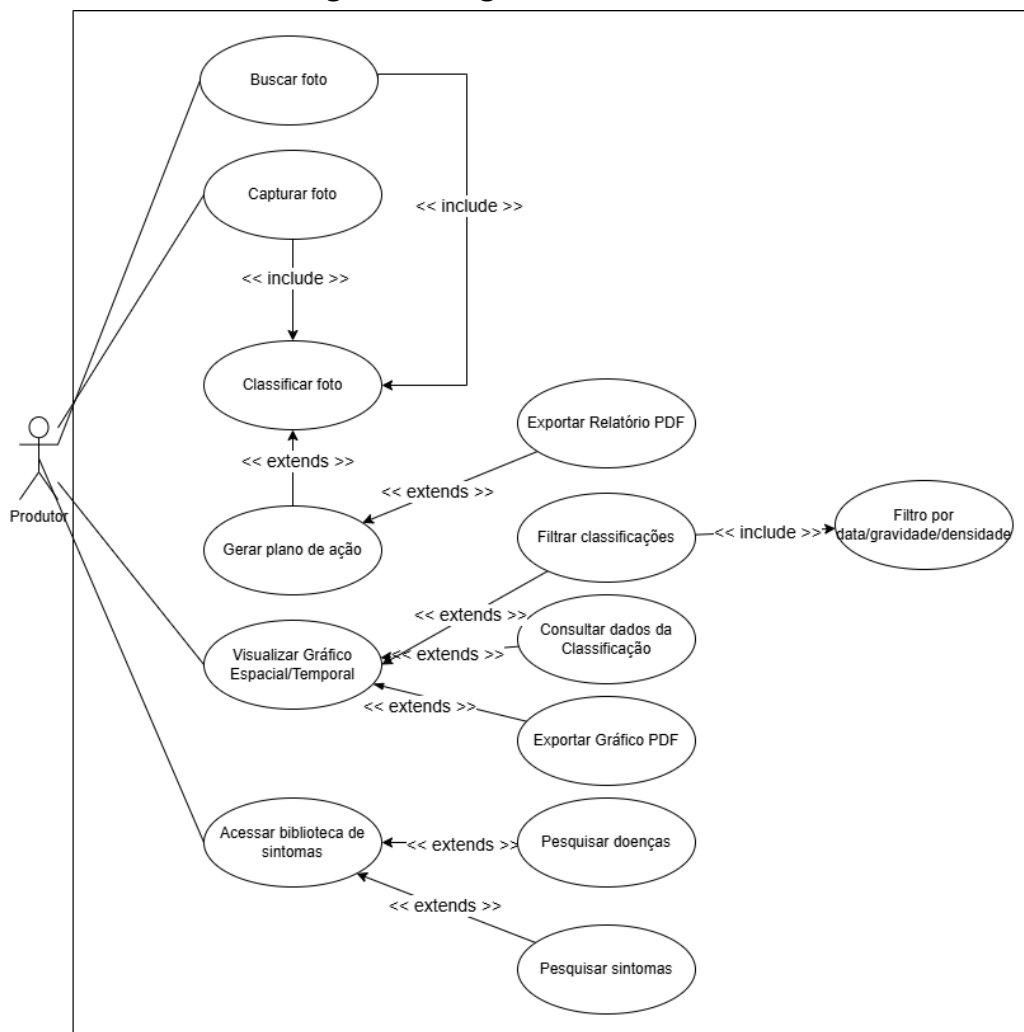 Buscar foto
Capturar foto
<< include >>
<< include >>
Classificar foto
Exportar Relatório PDF
<< extends >>
<< extends >>
Produtor
Gerar plano de ação
Filtrar classificações
<< include >>
Filtro por
data/gravidade/densidade
<< extends >>
Consultar dados da
Classificação
<< extends >>
Visualizar Gráfico
Espacial/Temporal
<< extends >>
Exportar Gráfico PDF
Acessar biblioteca de
sintomas
<< extends >>
Pesquisar doenças
<< extends >>
Pesquisar sintomas